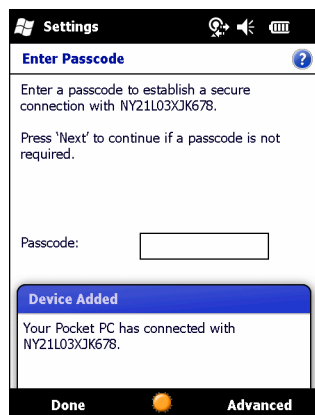 Settings
Enter Passcode
?
Enter a passcode to establish a secure
connection with NY21L03XJK678.
Press ‘Next’ to continue if a passcode is not
required.
Passcode:
Device Added
Your Pocket PC has connected with
NY21L03XJK678.
Done
Advanced